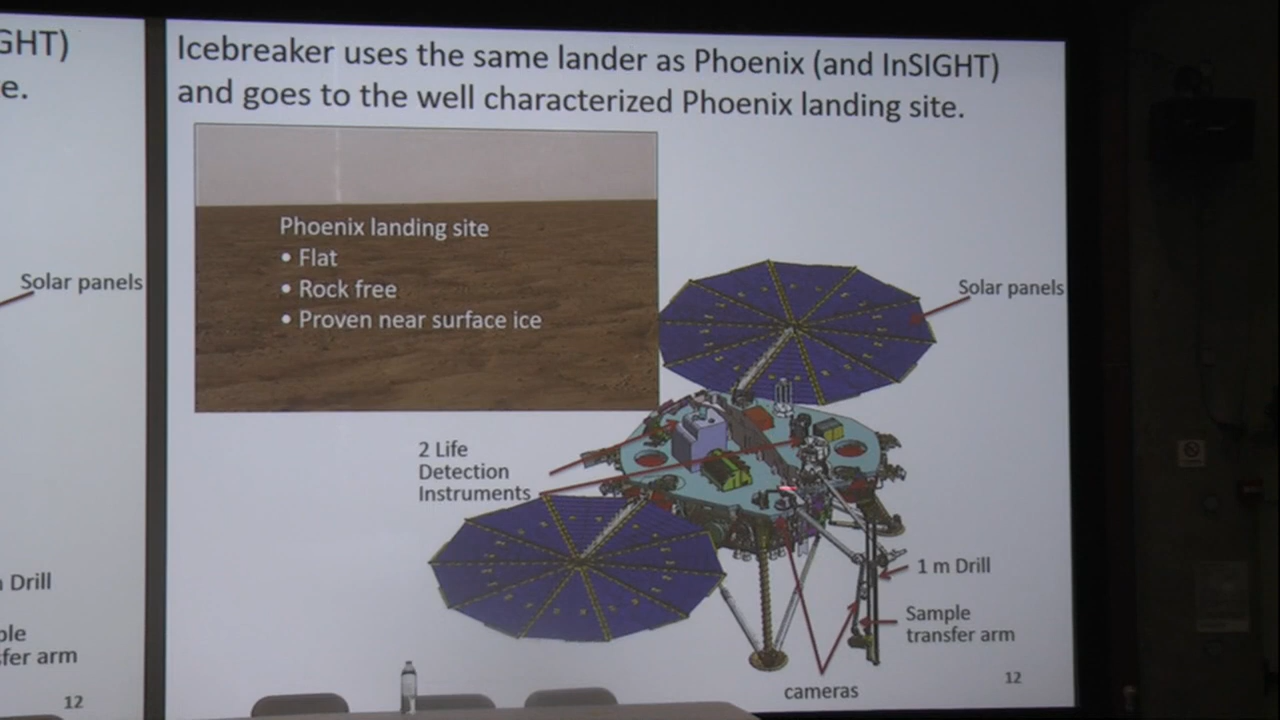 GHT)
e.
Solar panels
Drill
ple
fer arm
12
Icebreaker uses the same lander as Phoenix (and InSIGHT)
and goes to the well characterized Phoenix landing site.
Phoenix landing site
• Flat
• Rock free
• Proven near surface ice
Solar panels
2 Life
Detection
Instruments
1 m Drill
Sample
transfer arm
cameras
12